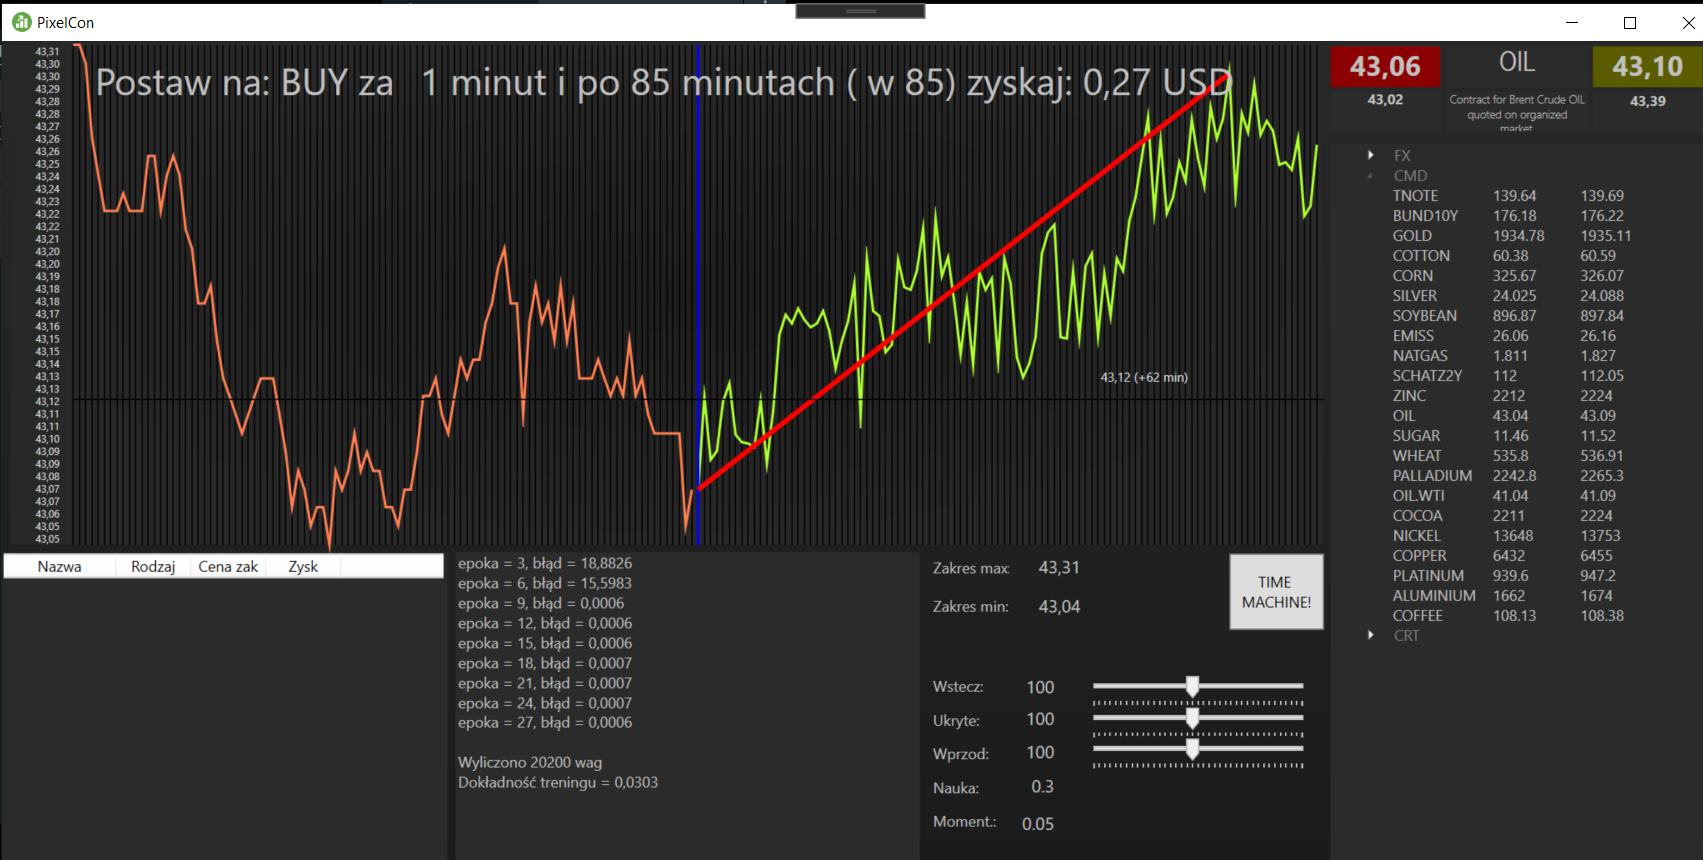 PixelCon
43,31
43,30
43,30
43,29
43,28
43,28
43,27
43,26
43,26
43,25
43,24
43,24
43,23
43,22
43,22
43,21
43,20
43,20
43,19
43,18
43,18
43,17
43,16
43,15
43,15
43,14
43,13
43,13
43,12
43,11
43,11
43,10
43,09
43,09
43,08
43,07
43,07
43,06
43,05
43,05
Postaw na: BUY za 1 minut i po 85 minutach ( w 85) zyskaj: 0,27 USD
43,12 (+62 min)
43,06 OIL 43,10
43,02 43,39
Contract for Brent Crude OIL
quoted on organized
market
FX
CMD
TNOTE 139.64 139.69
BUND10Y 176.18 176.22
GOLD 1934.78 1935.11
COTTON 60.38 60.59
CORN 325.67 326.07
SILVER 24.025 24.088
SOYBEAN 896.87 897.84
EMISS 26.06 26.16
NATGAS 1.811 1.827
SCHATZ2Y 112 112.05
ZINC 2212 2224
OIL 43.04 43.09
SUGAR 11.46 11.52
WHEAT 535.8 536.91
PALLADIUM 2242.8 2265.3
OIL.WTI 41.04 41.09
COCOA 2211 2224
NICKEL 13648 13753
COPPER 6432 6455
PLATINUM 939.6 947.2
ALUMINIUM 1662 1674
COFFEE 108.13 108.38
CRT
Nazwa Rodzaj Cena zak Zysk
epoka = 3, błąd = 18,8826
epoka = 6, błąd = 15,5983
epoka = 9, błąd = 0,0006
epoka = 12, błąd = 0,0006
epoka = 15, błąd = 0,0006
epoka = 18, błąd = 0,0007
epoka = 21, błąd = 0,0007
epoka = 24, błąd = 0,0007
epoka = 27, błąd = 0,0006
Wyliczono 20200 wag
Dokładność treningu = 0,0303
Zakres max: 43,31
Zakres min: 43,04
TIME
MACHINE!
Wstecz: 100
Ukryte: 100
Wprzod: 100
Nauka: 0.3
Moment.: 0.05